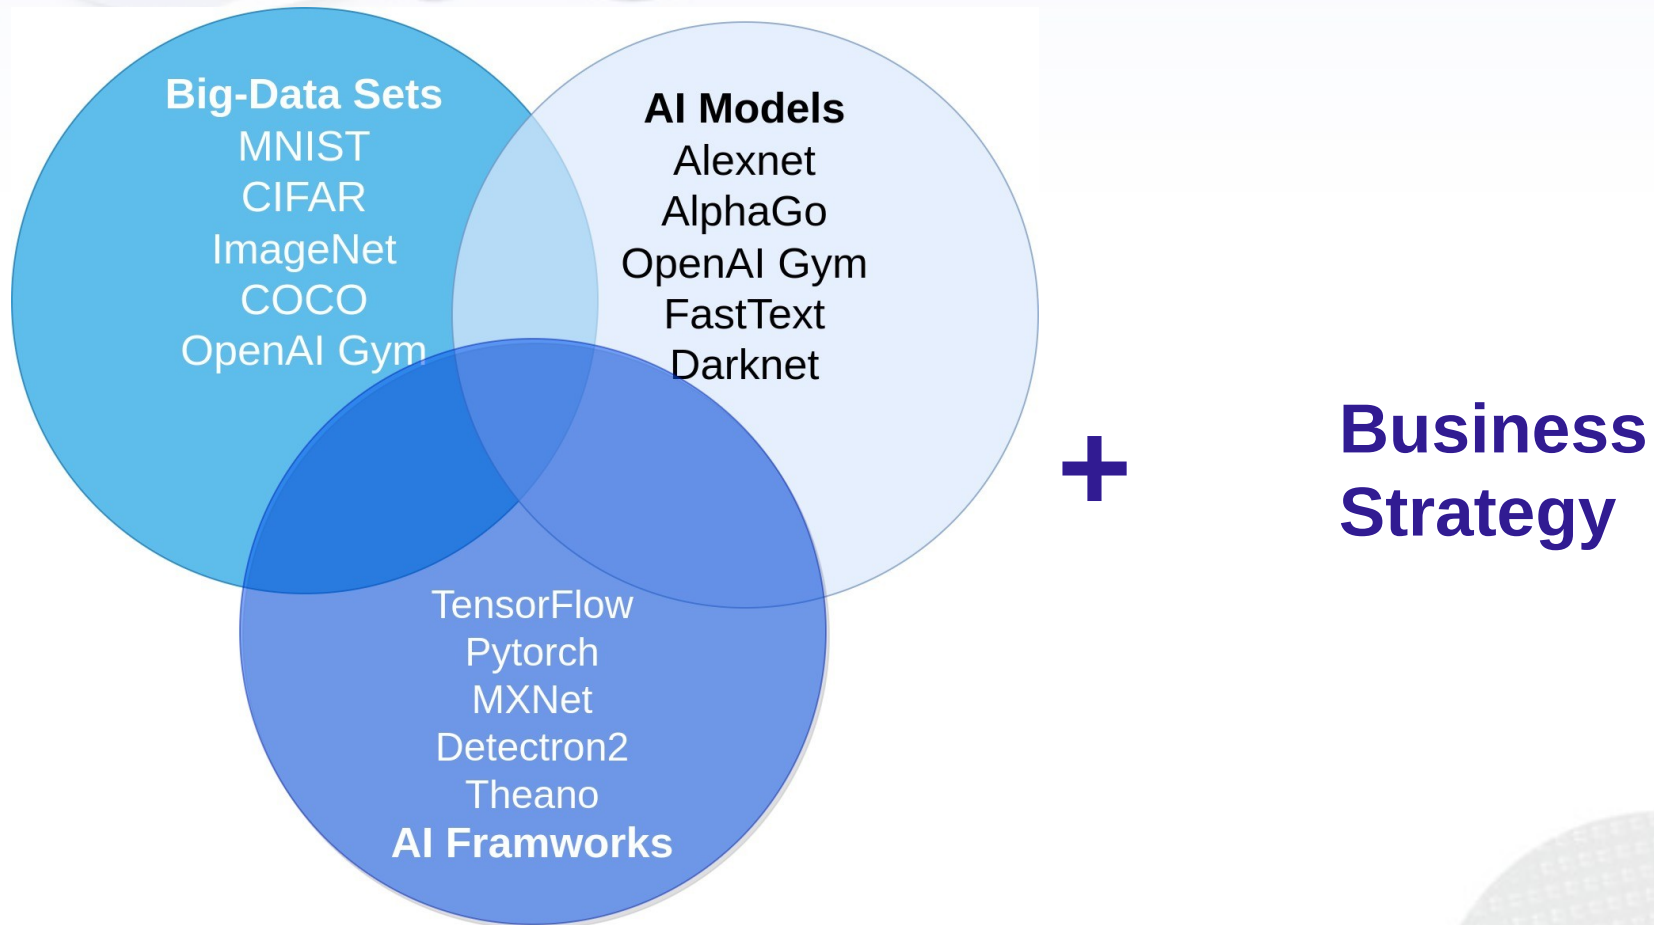 Big-Data Sets
MNIST
CIFAR
ImageNet
COCO
OpenAI Gym
AI Models
Alexnet
AlphaGo
OpenAI Gym
FastText
Darknet
TensorFlow
Pytorch
MXNet
Detectron2
Theano
AI Framworks
+
Business
Strategy